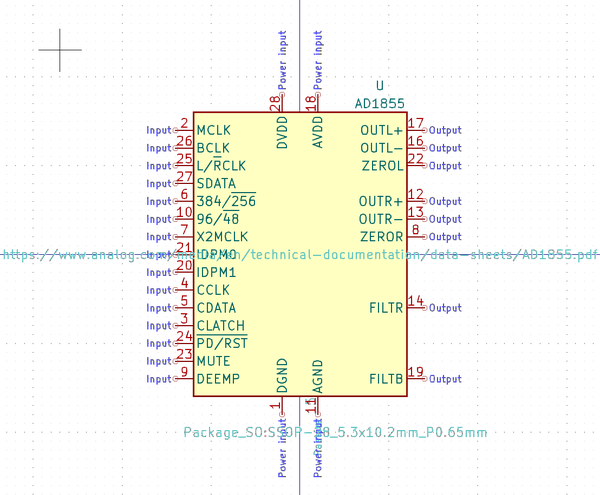 Power input Power input
U
AD1855
28 18
DVDD AVDD
Input 2 MCLK OUTL+ 17 Output
Input 26 BCLK OUTL- 16 Output
Input 25 L/RCLK ZEROL 22 Output
Input 27 SDATA
Input 6 384/256 OUTR+ 12 Output
Input 10 96/48 OUTR- 13 Output
Input 7 X2MCLK ZEROR 8 Output
Input 21 IDPM0
https://www.analog.com/media/en/technical-documentation/data-sheets/AD1855.pdf
Input 20 IDPM1
Input 4 CCLK
Input 5 CDATA FILTR 14 Output
Input 3 CLATCH
Input 24 PD/RST
Input 23 MUTE
Input 9 DEEMP FILTB 19 Output
DGND AGND
1 11
Package_SO:SSOP-28_5.3x10.2mm_P0.65mm
Power input Power input